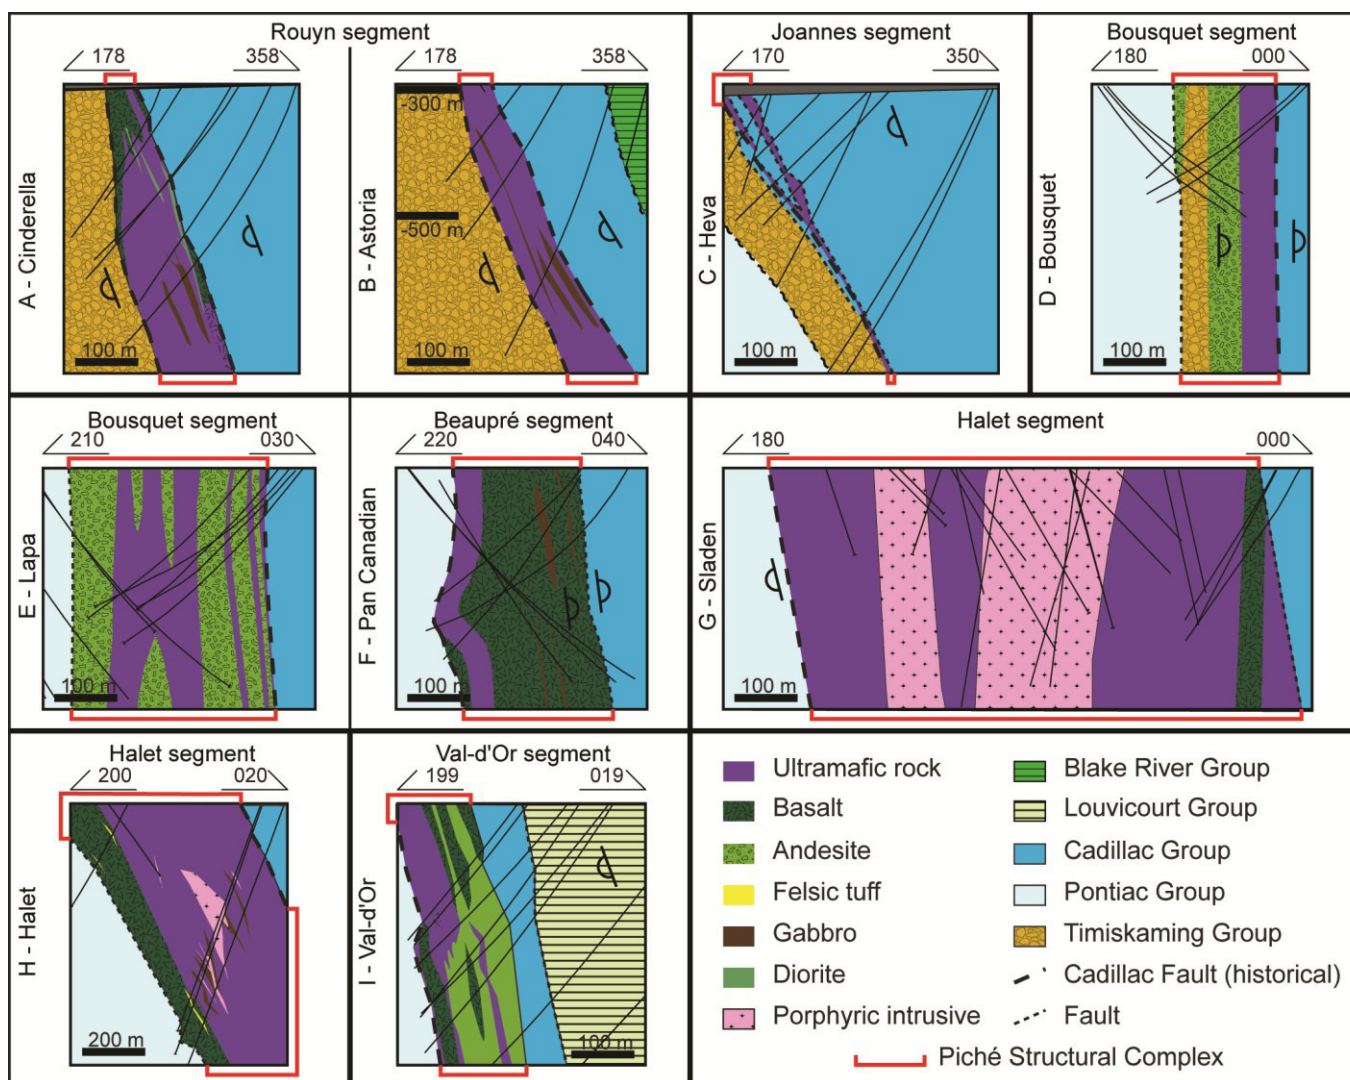 Rouyn segment
178 358
178 358
A - Cinderella
100 m
B - Astoria
-300 m
-500 m
100 m
Joannes segment
170 350
C - Heva
100 m
Bousquet segment
180 000
D - Bousquet
100 m
Bousquet segment
210 030
E - Lapa
100 m
Beaupré segment
220 040
F - Pan Canadian
100 m
Halet segment
180 000
G - Sladen
100 m
Halet segment
200 020
H - Halet
200 m
Val-d'Or segment
199 019
I - Val-d'Or
100 m
Ultramafic rock
Basalt
Andesite
Felsic tuff
Gabbro
Diorite
Porphyric intrusive
Blake River Group
Louvicourt Group
Cadillac Group
Pontiac Group
Timiskaming Group
Cadillac Fault (historical)
Fault
Piché Structural Complex